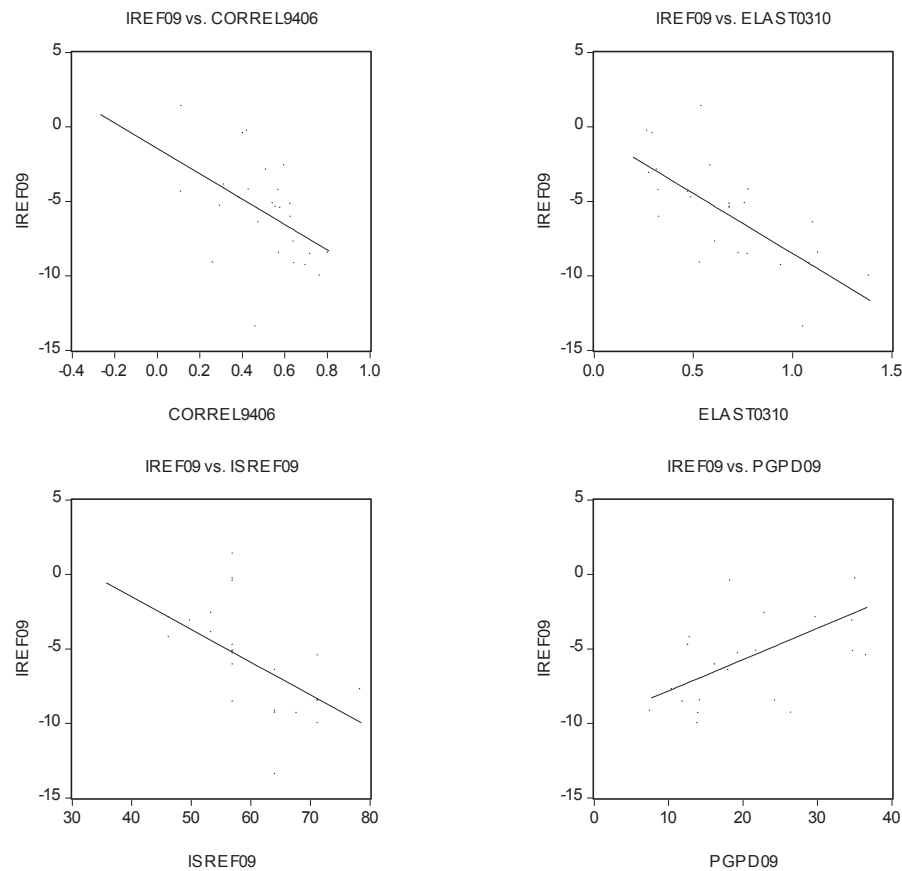 IREF09 vs. CORREL9406
5
0
-5
-10
-15
IREF09
-0.4 -0.2 0.0 0.2 0.4 0.6 0.8 1.0
CORREL9406
IREF09 vs. ELAST0310
5
0
-5
-10
-15
IREF09
0.0 0.5 1.0 1.5
ELAST0310
IREF09 vs. ISREF09
5
0
-5
-10
-15
IREF09
30 40 50 60 70 80
ISREF09
IREF09 vs. PGPD09
5
0
-5
-10
-15
IREF09
0 10 20 30 40
PGPD09